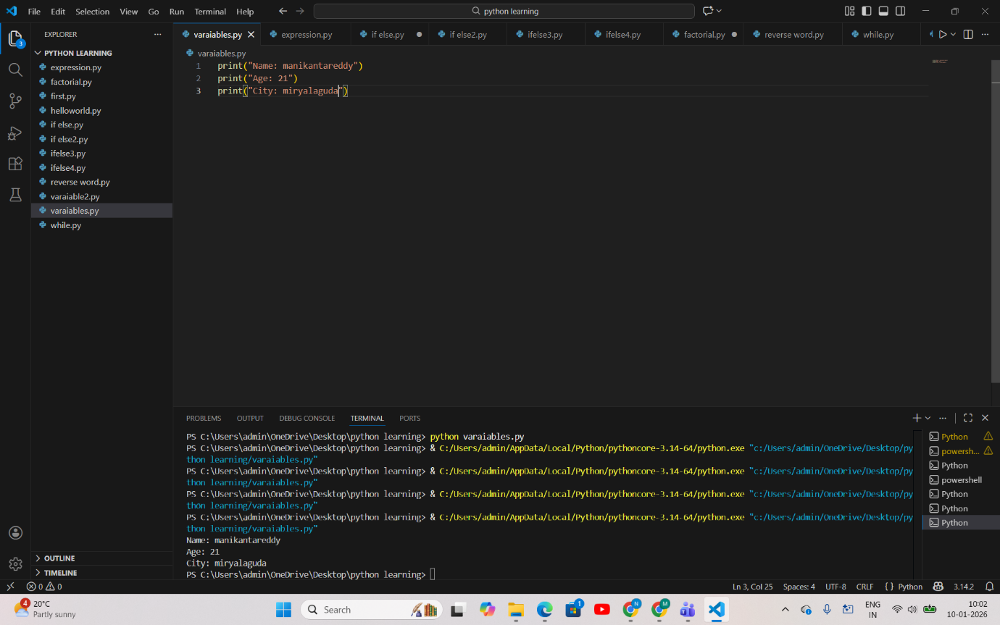 File Edit Selection View Go Run Terminal Help
python learning
EXPLORER
3
PYTHON LEARNING
expression.py
factorial.py
first.py
helloworld.py
if else.py
if else2.py
ifelse3.py
ifelse4.py
reverse word.py
varaiable2.py
varaiables.py
while.py
OUTLINE
TIMELINE
varaiables.py expression.py if else.py if else2.py ifelse3.py ifelse4.py factorial.py reverse word.py while.py
varaiables.py
1 print("Name: manikantareddy")
2 print("Age: 21")
3 print("City: miryalaguda")
PROBLEMS OUTPUT DEBUG CONSOLE TERMINAL PORTS
PS C:\Users\admin\OneDrive\Desktop\python learning> python varaiables.py
PS C:\Users\admin\OneDrive\Desktop\python learning> & C:/Users/admin/AppData/Local/Python/pythoncore-3.14-64/python.exe "c:/Users/admin/OneDrive/Desktop/py
thon learning/varaiables.py"
PS C:\Users\admin\OneDrive\Desktop\python learning> & C:/Users/admin/AppData/Local/Python/pythoncore-3.14-64/python.exe "c:/Users/admin/OneDrive/Desktop/py
thon learning/varaiables.py"
PS C:\Users\admin\OneDrive\Desktop\python learning> & C:/Users/admin/AppData/Local/Python/pythoncore-3.14-64/python.exe "c:/Users/admin/OneDrive/Desktop/py
thon learning/varaiables.py"
PS C:\Users\admin\OneDrive\Desktop\python learning> & C:/Users/admin/AppData/Local/Python/pythoncore-3.14-64/python.exe "c:/Users/admin/OneDrive/Desktop/py
thon learning/varaiables.py"
Name: manikantareddy
Age: 21
City: miryalaguda
PS C:\Users\admin\OneDrive\Desktop\python learning>
Python
powersh...
Python
powershell
Python
Python
Python
0 0 Ln 3, Col 25 Spaces: 4 UTF-8 CRLF { } Python 3.14.2
4
20°C
Partly sunny
Search
1
N
M
T
ENG
IN
10:02
10-01-2026